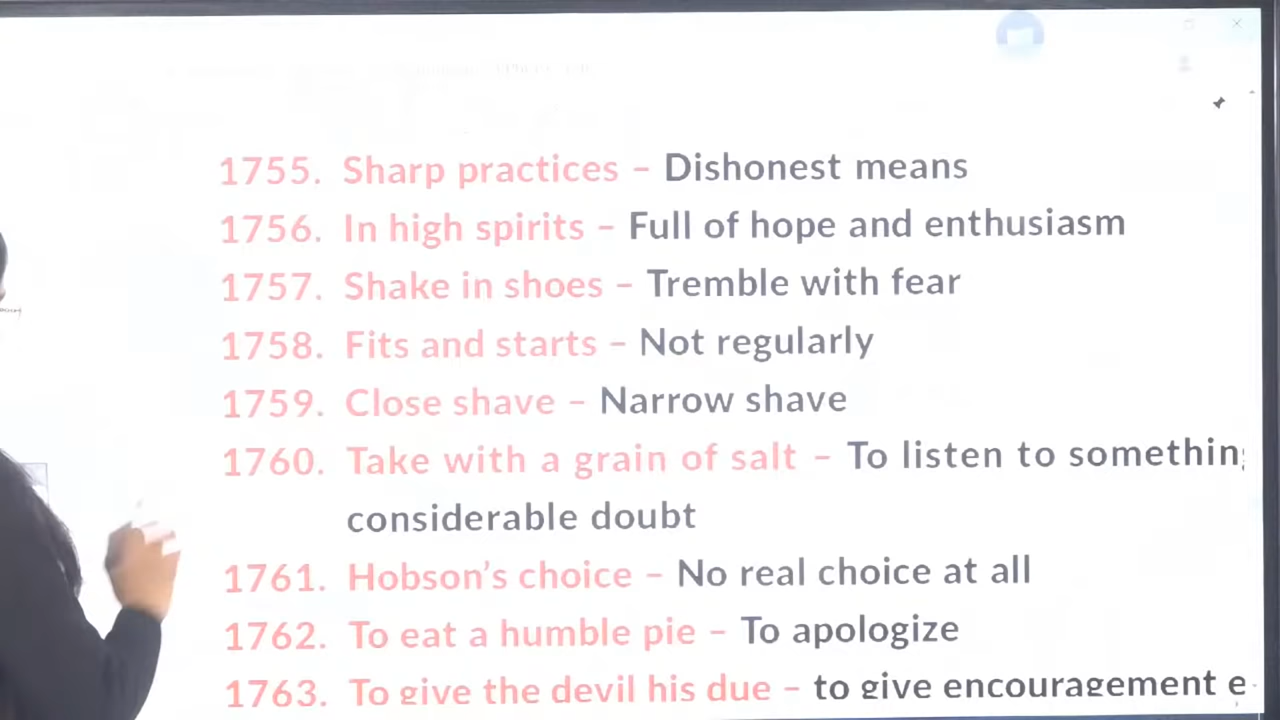 1755. Sharp practices – Dishonest means
1756. In high spirits – Full of hope and enthusiasm
1757. Shake in shoes – Tremble with fear
1758. Fits and starts – Not regularly
1759. Close shave – Narrow shave
1760. Take with a grain of salt – To listen to somethin
considerable doubt
1761. Hobson’s choice – No real choice at all
1762. To eat a humble pie – To apologize
1763. To give the devil his due – to give encouragement e